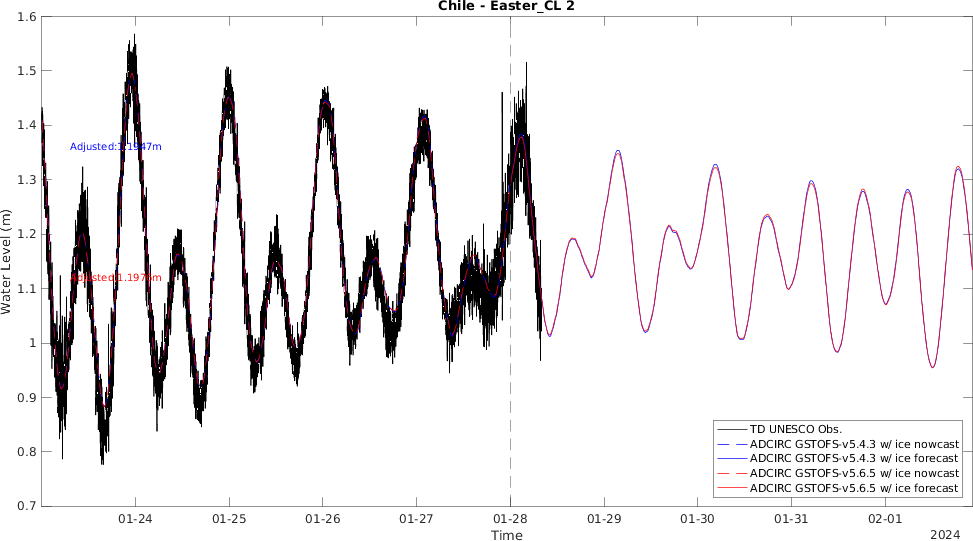 Chile - Easter_CL 2
1.6
1.5
1.4
1.3
1.2
1.1
1
0.9
0.8
0.7
Water Level (m)
Adjusted:1.1947m
Adjusted:1.1975m
TD UNESCO Obs.
ADCIRC GSTOFS-v5.4.3 w/ ice nowcast
ADCIRC GSTOFS-v5.4.3 w/ ice forecast
ADCIRC GSTOFS-v5.6.5 w/ ice nowcast
ADCIRC GSTOFS-v5.6.5 w/ ice forecast
01-24 01-25 01-26 01-27 01-28 01-29 01-30 01-31 02-01
Time
2024